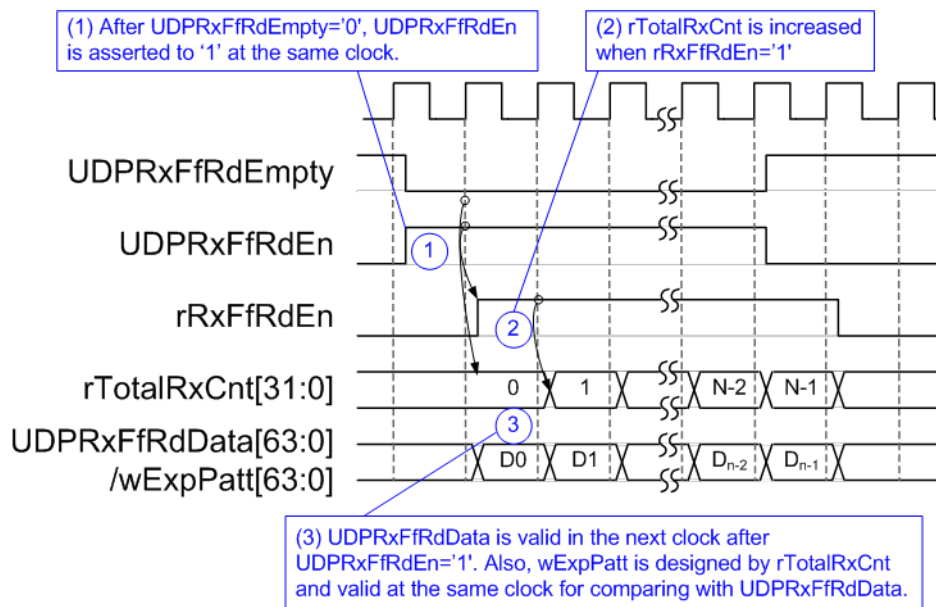 (1) After UDPRxFfRdEmpty='0', UDPRxFfRdEn
is asserted to ‘1’ at the same clock.
(2) rTotalRxCnt is increased
when rRxFfRdEn='1'
UDPRxFfRdEmpty
UDPRxFfRdEn
1
rRxFfRdEn
2
rTotalRxCnt[31:0]
0 1 N-2 N-1
3
UDPRxFfRdData[63:0]
/wExpPatt[63:0]
D0 D1 Dn-2 Dn-1
(3) UDPRxFfRdData is valid in the next clock after
UDPRxFfRdEn=’1'. Also, wExpPatt is designed by rTotalRxCnt
and valid at the same clock for comparing with UDPRxFfRdData.